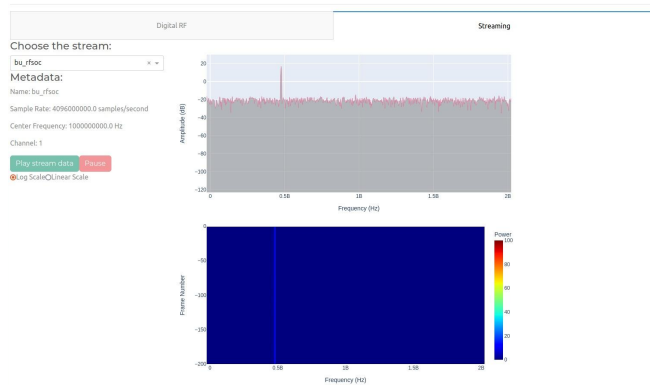 Digital RF
Streaming
Choose the stream:
bu_rfsoc
Metadata:
Name: bu_rfsoc
Sample Rate: 4096000000.0 samples/second
Center Frequency: 1000000000.0 Hz
Channel: 1
Play stream data Pause
Log Scale Linear Scale
20
0
−20
−40
−60
−80
−100
−120
Amplitude (dB)
0 0.5B 1B 1.5B 2B
Frequency (Hz)
0
−50
−100
−150
−200
Frame Number
0 0.5B 1B 1.5B 2B
Frequency (Hz)
Power
100
80
60
40
20
0